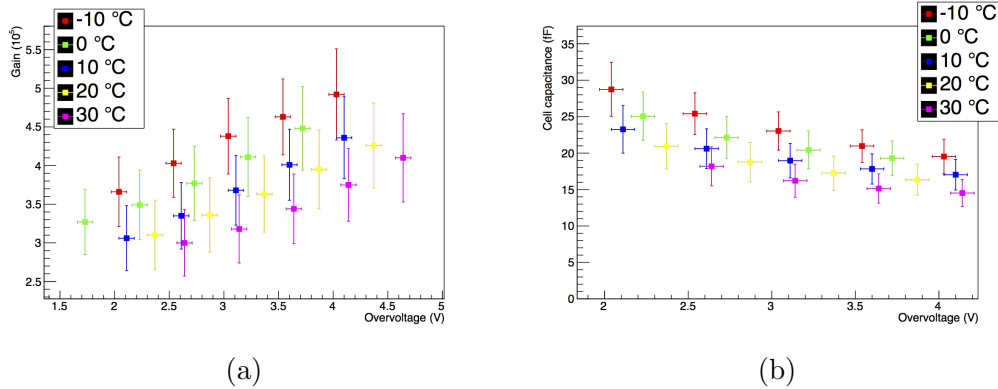 -10 °C
0 °C
10 °C
20 °C
30 °C
Gain (10⁵)
5.5
5
4.5
4
3.5
3
2.5
1.5 2 2.5 3 3.5 4 4.5 5
Overvoltage (V)
(a)
-10 °C
0 °C
10 °C
20 °C
30 °C
Cell capacitance (fF)
35
30
25
20
15
10
5
0
2 2.5 3 3.5 4
Overvoltage (V)
(b)